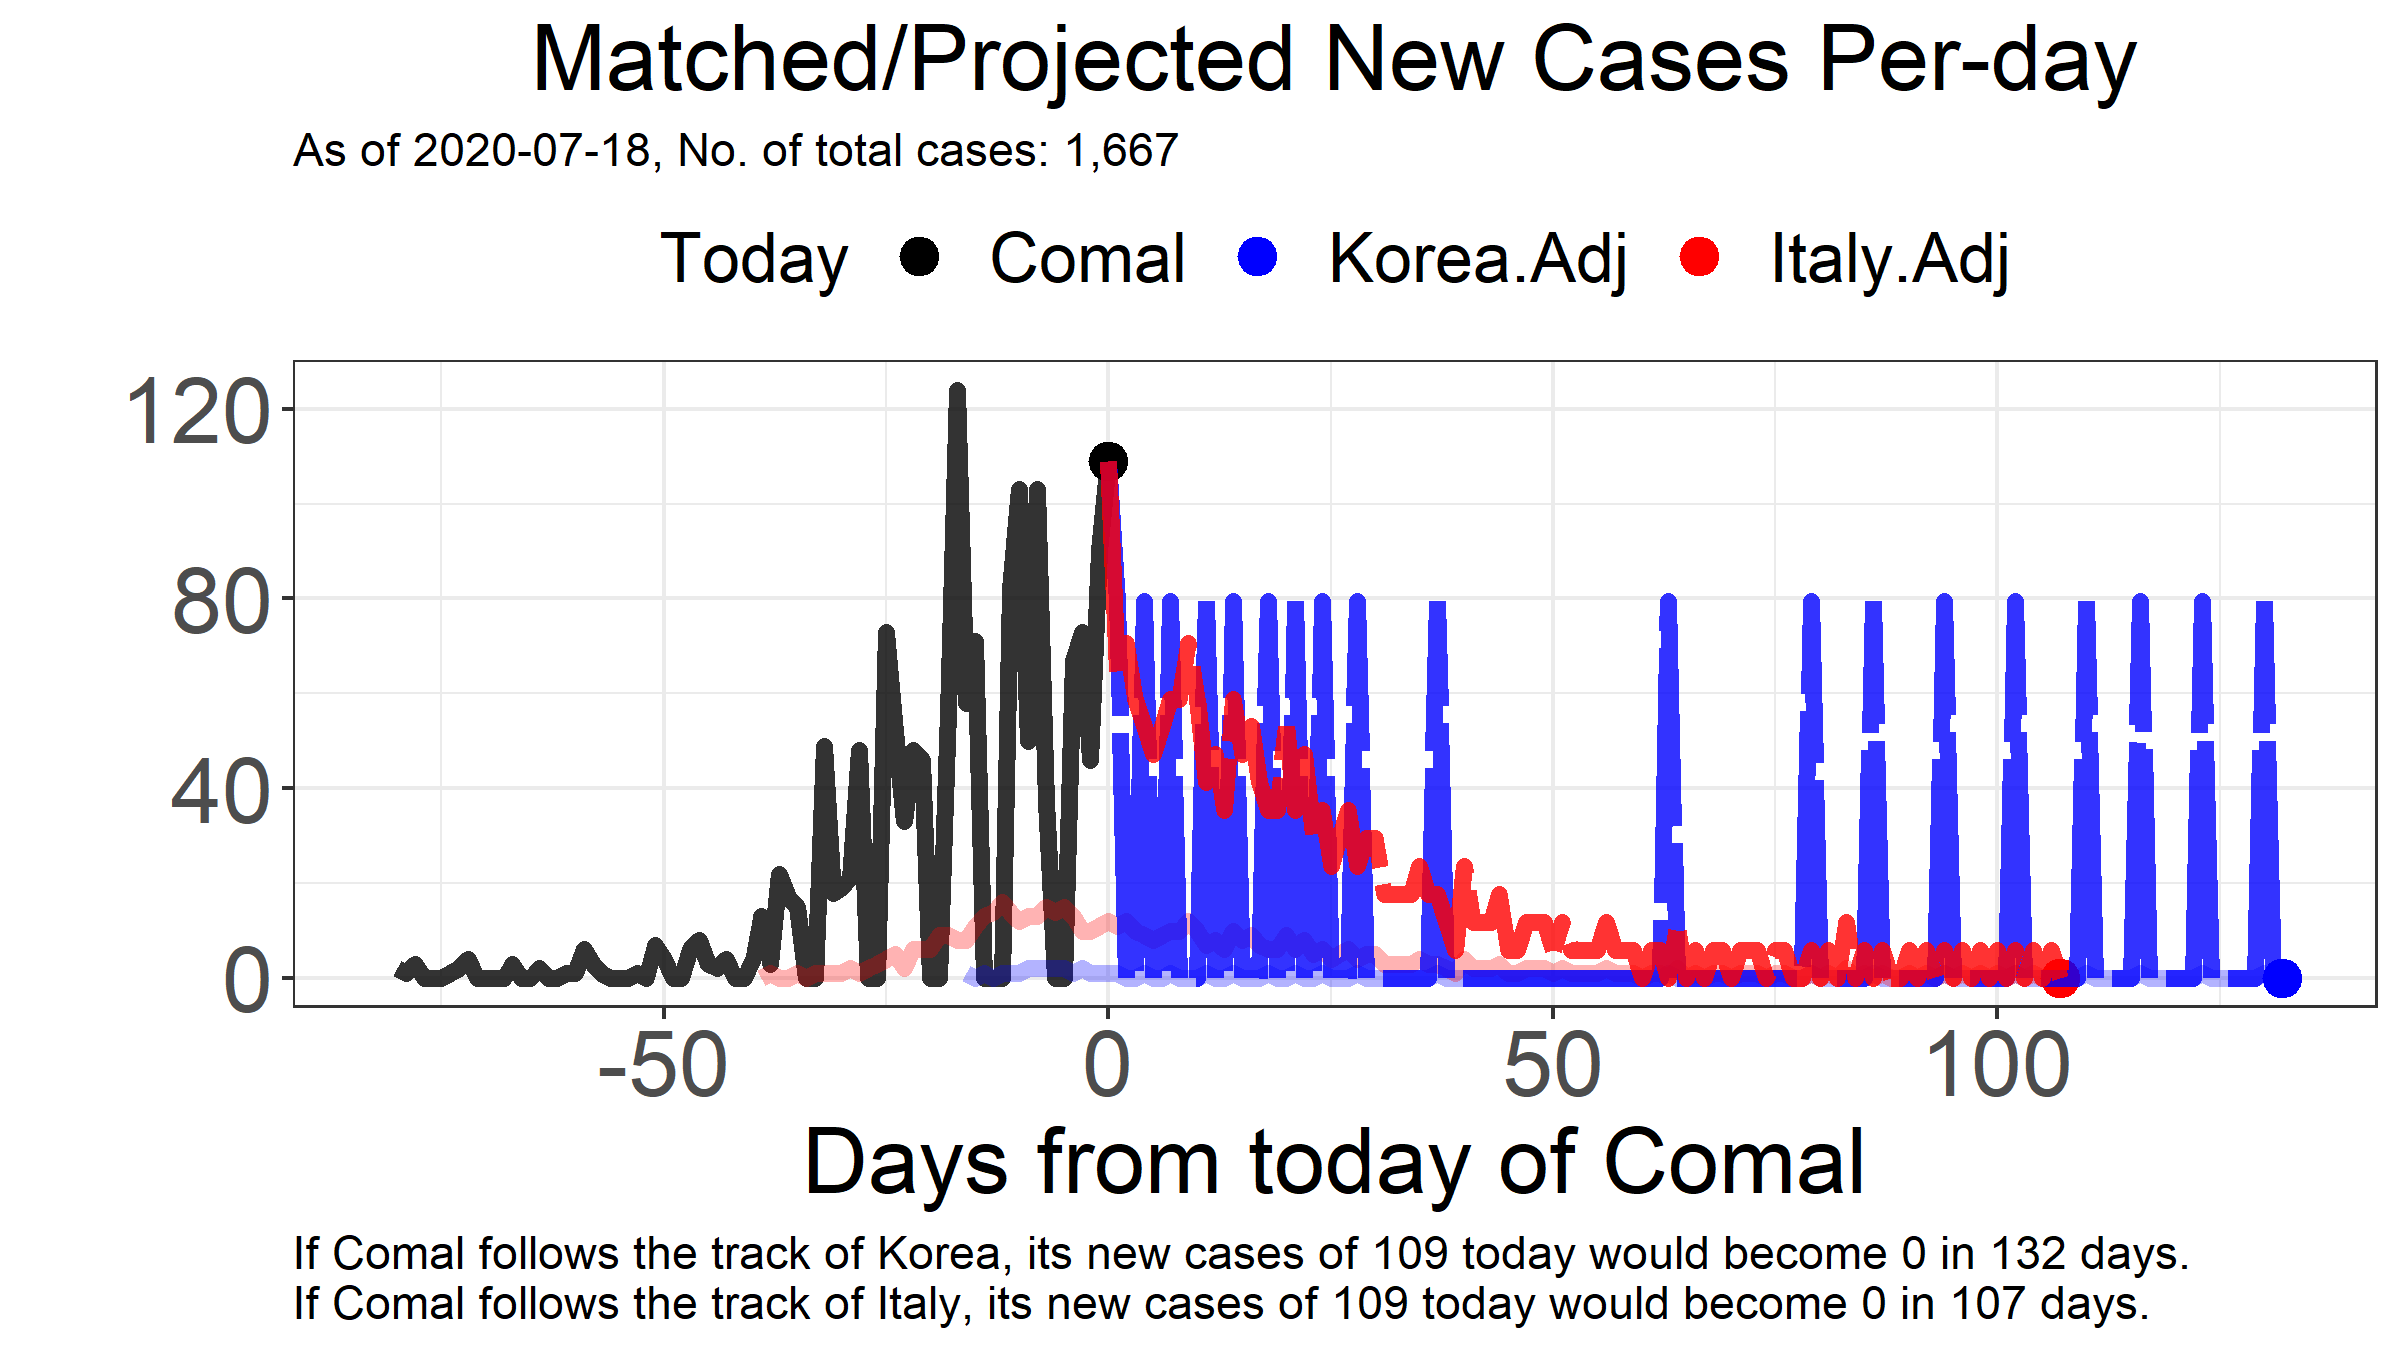 Matched/Projected New Cases Per-day
As of 2020-07-18, No. of total cases: 1,667
Today Comal Korea.Adj Italy.Adj
120
80
40
0
-50 0 50 100
Days from today of Comal
If Comal follows the track of Korea, its new cases of 109 today would become 0 in 132 days.
If Comal follows the track of Italy, its new cases of 109 today would become 0 in 107 days.